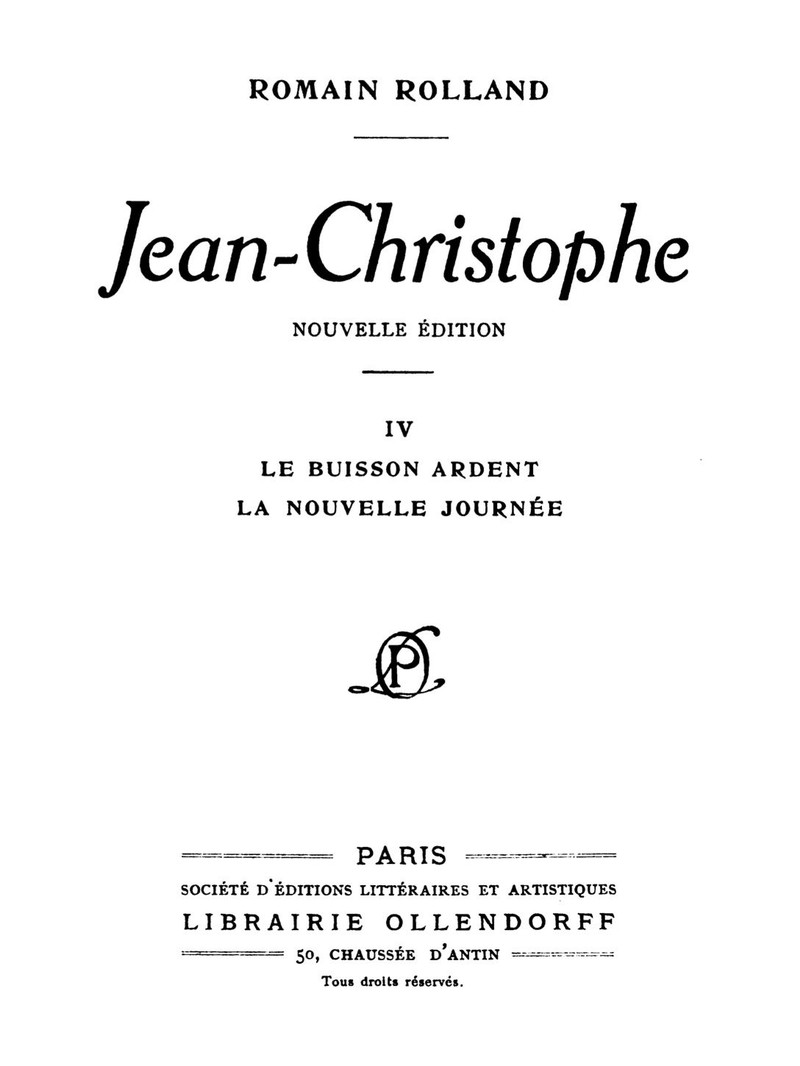 ROMAIN ROLLAND
Jean-Christophe
NOUVELLE ÉDITION
IV
LE BUISSON ARDENT
LA NOUVELLE JOURNÉE
PARIS
SOCIÉTÉ D'ÉDITIONS LITTÉRAIRES ET ARTISTIQUES
LIBRAIRIE OLLENDORFF
50, CHAUSSÉE D'ANTIN
Tous droits réservés.